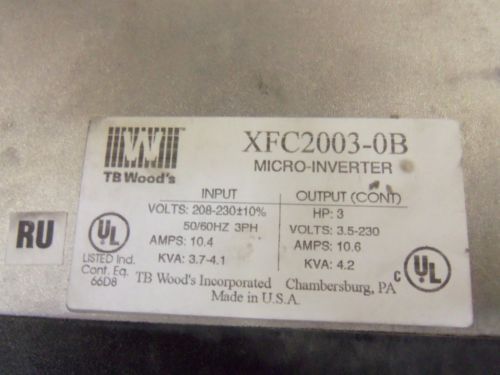 W
XFC2003-0B
MICRO-INVERTER
TB Wood's
INPUT
VOLTS: 208-230±10%
50/60HZ 3PH
AMPS: 10.4
KVA: 3.7-4.1
OUTPUT (CONT)
HP: 3
VOLTS: 3.5-230
AMPS: 10.6
KVA: 4.2
RU
UL
LISTED Ind.
Cont. Eq.
66D8
C UL
TB Wood's Incorporated Chambersburg, PA
Made in U.S.A.